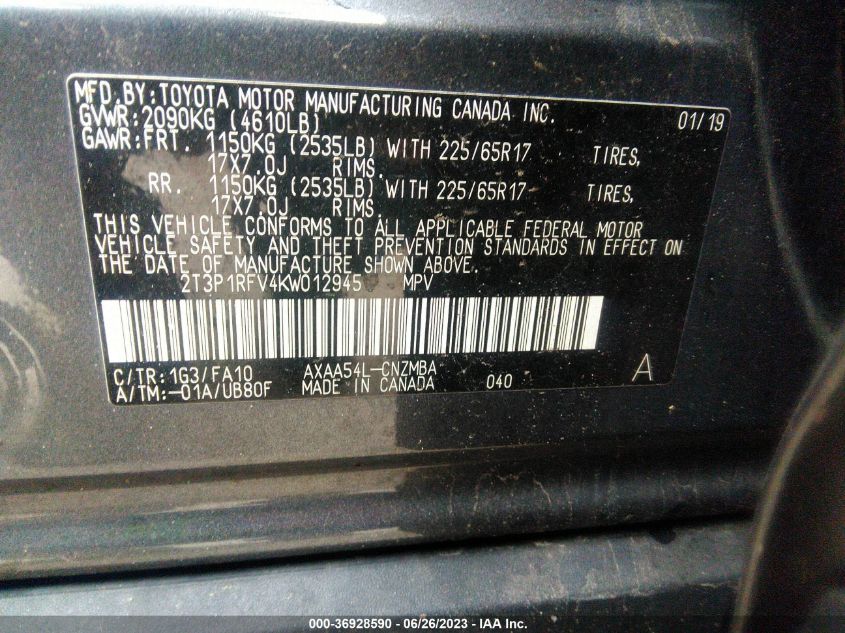 MFD.BY:TOYOTA MOTOR MANUFACTURING CANADA INC. 01/19
GVWR:2090KG (4610LB)
GAWR:FRT. 1150KG (2535LB) WITH 225/65R17 TIRES,
17X7.0J RIMS.
RR. 1150KG (2535LB) WITH 225/65R17 TIRES,
17X7.0J RIMS.
THIS VEHICLE CONFORMS TO ALL APPLICABLE FEDERAL MOTOR
VEHICLE SAFETY AND THEFT PREVENTION STANDARDS IN EFFECT ON
THE DATE OF MANUFACTURE SHOWN ABOVE.
2T3P1RFV4KW012945 MPV
C/TR:1G3/FA10 AXAA54L-CNZMBA
A/TM:-01A/UB80F MADE IN CANADA 040 A
000-36928590 / 06/26/2023 / IAA Inc.